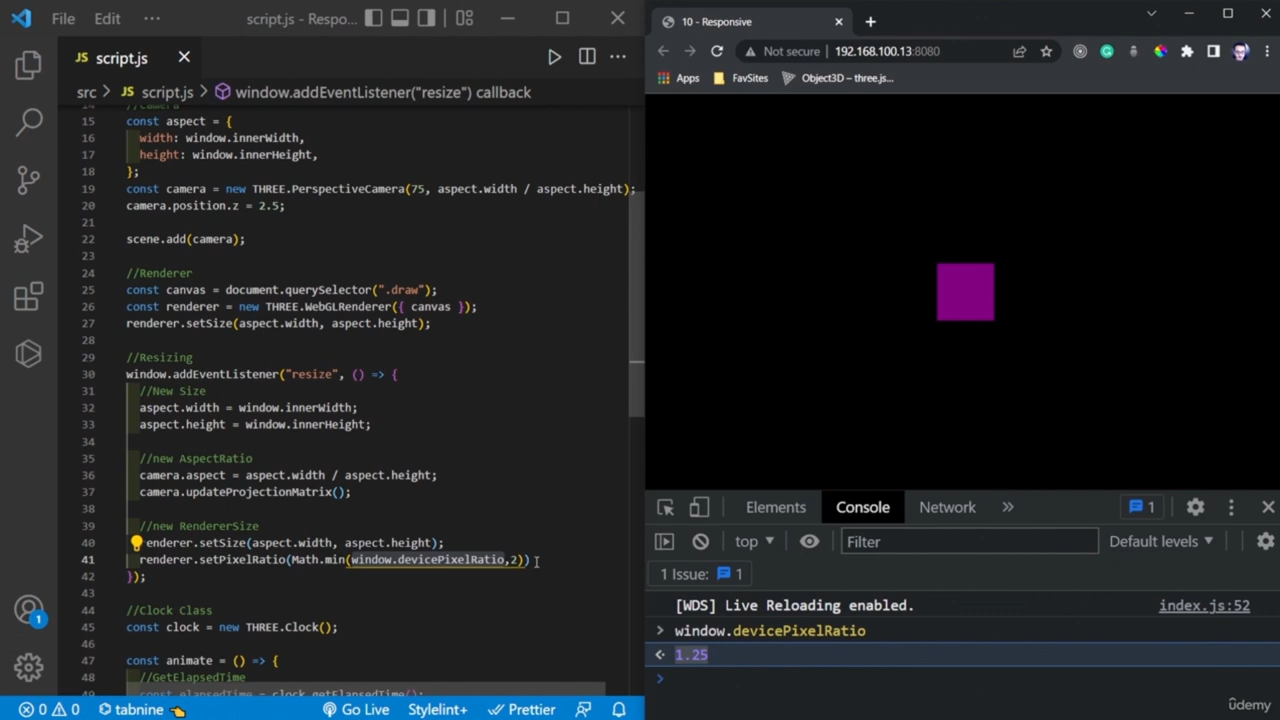 File Edit ··· script.js - Respo...
JS script.js
src > JS script.js > window.addEventListener("resize") callback
14 //Camera
15 const aspect = {
16 width: window.innerWidth,
17 height: window.innerHeight,
18 };
19 const camera = new THREE.PerspectiveCamera(75, aspect.width / aspect.height);
20 camera.position.z = 2.5;
21
22 scene.add(camera);
23
24 //Renderer
25 const canvas = document.querySelector(".draw");
26 const renderer = new THREE.WebGLRenderer({ canvas });
27 renderer.setSize(aspect.width, aspect.height);
28
29 //Resizing
30 window.addEventListener("resize", () => {
31 //New Size
32 aspect.width = window.innerWidth;
33 aspect.height = window.innerHeight;
34
35 //new AspectRatio
36 camera.aspect = aspect.width / aspect.height;
37 camera.updateProjectionMatrix();
38
39 //new RendererSize
40 enderer.setSize(aspect.width, aspect.height);
41 renderer.setPixelRatio(Math.min(window.devicePixelRatio,2))
42 });
43
44 //Clock Class
45 const clock = new THREE.Clock();
46
47 const animate = () => {
48 //GetElapsedTime
49 const elapsedTime = clock.getElapsedTime();
1
0 0 tabnine Go Live Stylelint+ Prettier
10 - Responsive
Not secure 192.168.100.13:8080
Apps FavSites Object3D – three.js...
Elements Console Network » 1
top Filter Default levels
1 Issue: 1
[WDS] Live Reloading enabled. index.js:52
> window.devicePixelRatio
1.25
>
ûdemy